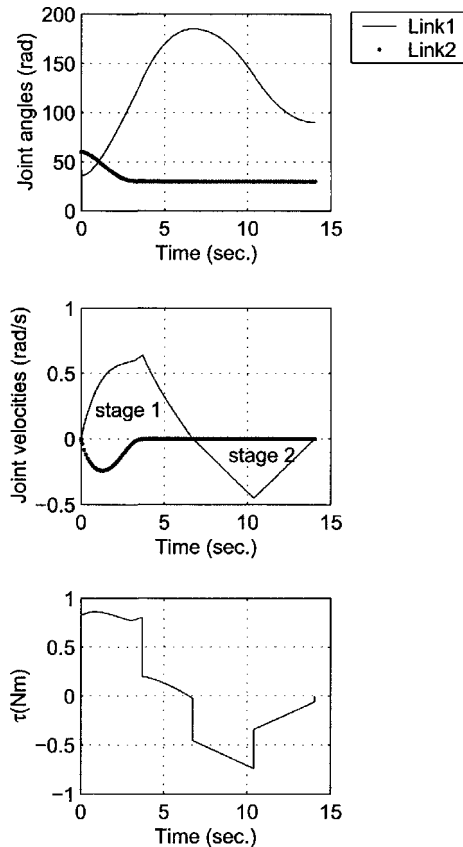 Link1
Link2
Joint angles (rad)
200
150
100
50
0
0 5 10 15
Time (sec.)
Joint velocities (rad/s)
1
0.5
0
−0.5
stage 1
stage 2
0 5 10 15
Time (sec.)
τ(Nm)
1
0.5
0
−0.5
−1
0 5 10 15
Time (sec.)